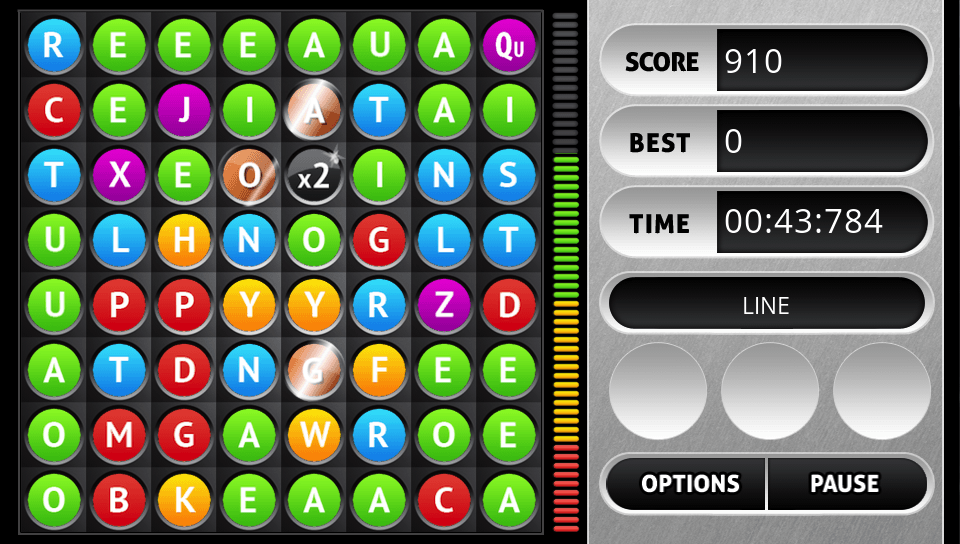 R E E E A U A Qu
C E J I A T A I
T X E O x2 I N S
U L H N O G L T
U P P Y Y R Z D
A T D N G F E E
O M G A W R O E
O B K E A A C A
SCORE 910
BEST 0
TIME 00:43:784
LINE
OPTIONS PAUSE